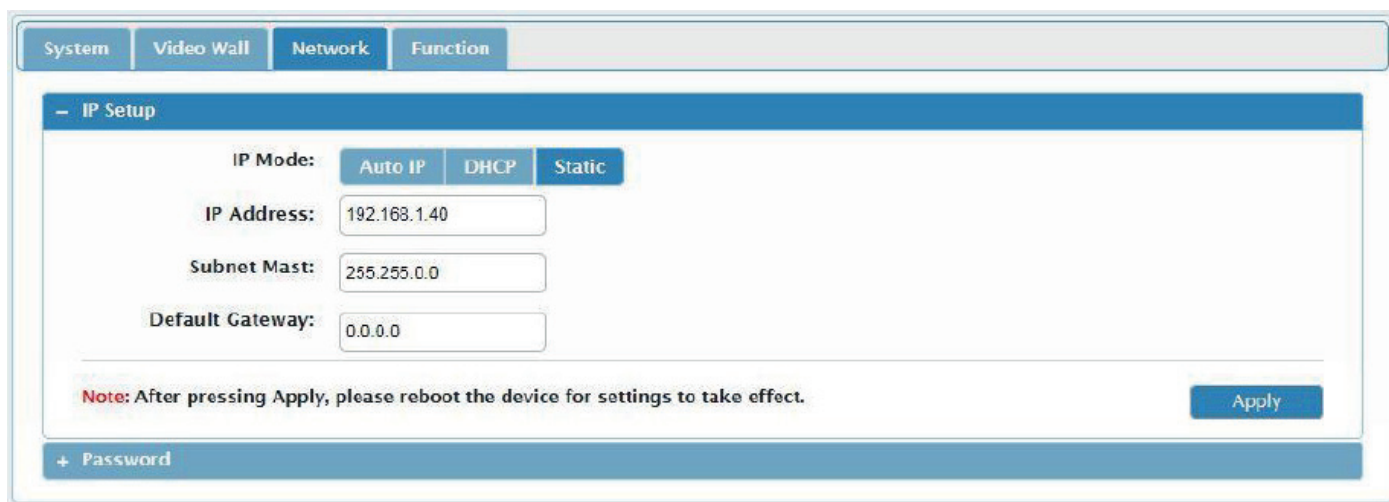 System Video Wall Network Function
– IP Setup
IP Mode: Auto IP DHCP Static
IP Address: 192.168.1.40
Subnet Mast: 255.255.0.0
Default Gateway: 0.0.0.0
Note: After pressing Apply, please reboot the device for settings to take effect. Apply
+ Password